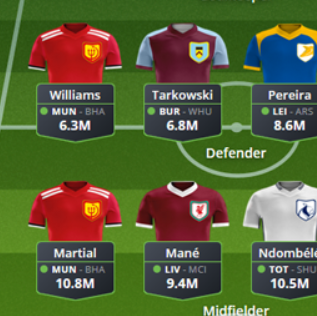 Williams Tarkowski Pereira
MUN - BHA BUR - WHU LEI - ARS
6.3M 6.8M 8.6M
Defender
Martial Mané Ndombélé
MUN - BHA LIV - MCI TOT - SHU
10.8M 9.4M 10.5M
Midfielder